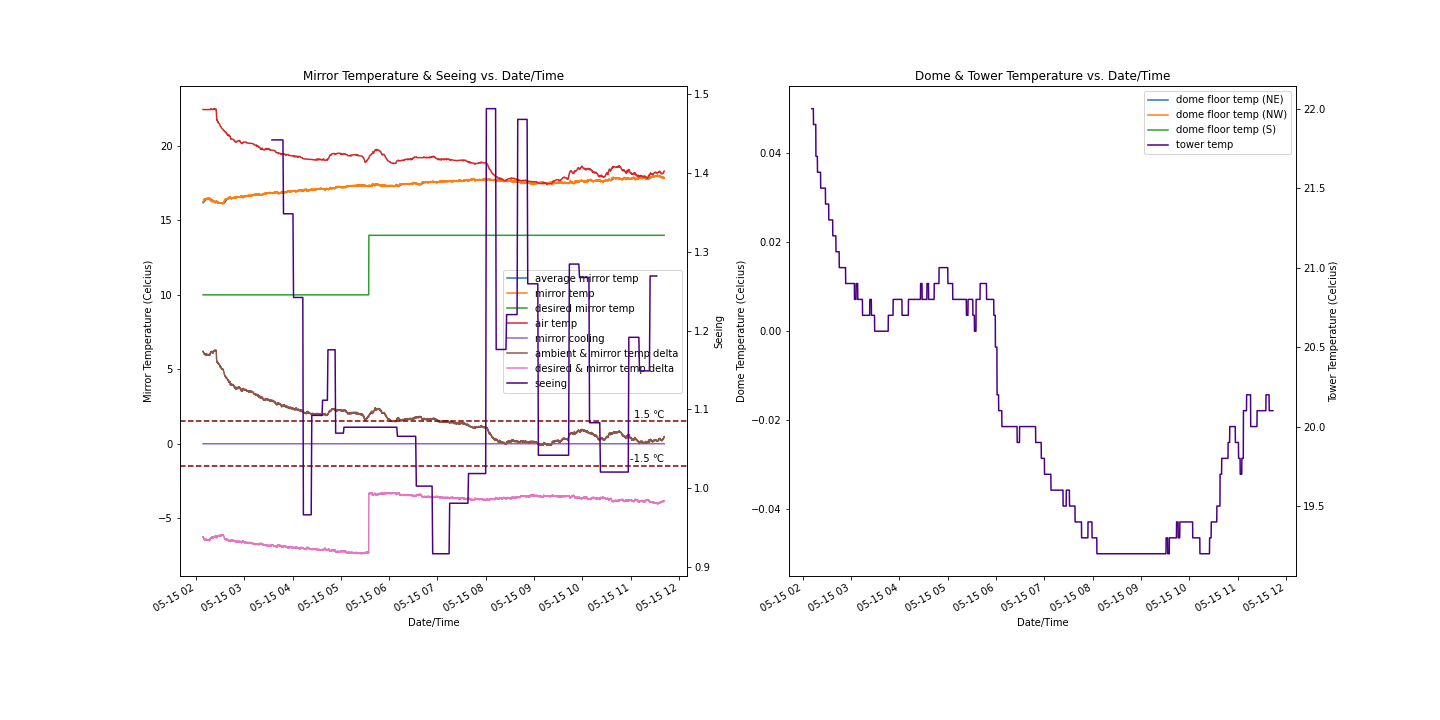 Mirror Temperature & Seeing vs. Date/Time
Mirror Temperature (Celcius)
20
15
10
5
0
−5
1.5
1.4
1.3
1.2
1.1
1.0
0.9
Seeing
average mirror temp
mirror temp
desired mirror temp
air temp
mirror cooling
ambient & mirror temp delta
desired & mirror temp delta
seeing
1.5 °C
-1.5 °C
05-15 02
05-15 03
05-15 04
05-15 05
05-15 06
05-15 07
05-15 08
05-15 09
05-15 10
05-15 11
05-15 12
Date/Time
Dome & Tower Temperature vs. Date/Time
Dome Temperature (Celcius)
0.04
0.02
0.00
−0.02
−0.04
dome floor temp (NE)
dome floor temp (NW)
dome floor temp (S)
tower temp
22.0
21.5
21.0
20.5
20.0
19.5
Tower Temperature (Celcius)
05-15 02
05-15 03
05-15 04
05-15 05
05-15 06
05-15 07
05-15 08
05-15 09
05-15 10
05-15 11
05-15 12
Date/Time